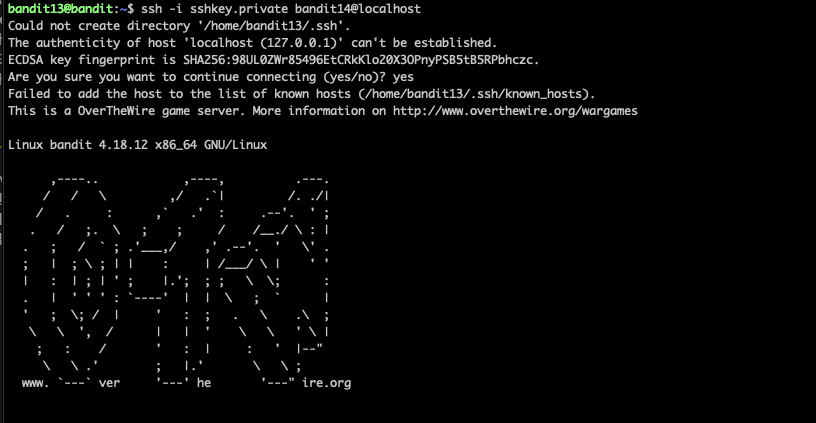 bandit13@bandit:~$ ssh -i sshkey.private bandit14@localhost
Could not create directory '/home/bandit13/.ssh'.
The authenticity of host 'localhost (127.0.0.1)' can't be established.
ECDSA key fingerprint is SHA256:98UL0ZWr85496EtCRkKlo20X3OPnyPSB5tB5RPbhczc.
Are you sure you want to continue connecting (yes/no)? yes
Failed to add the host to the list of known hosts (/home/bandit13/.ssh/known_hosts).
This is a OverTheWire game server. More information on http://www.overthewire.org/wargames
Linux bandit 4.18.12 x86_64 GNU/Linux
www. `---` ver '---' he '---" ire.org